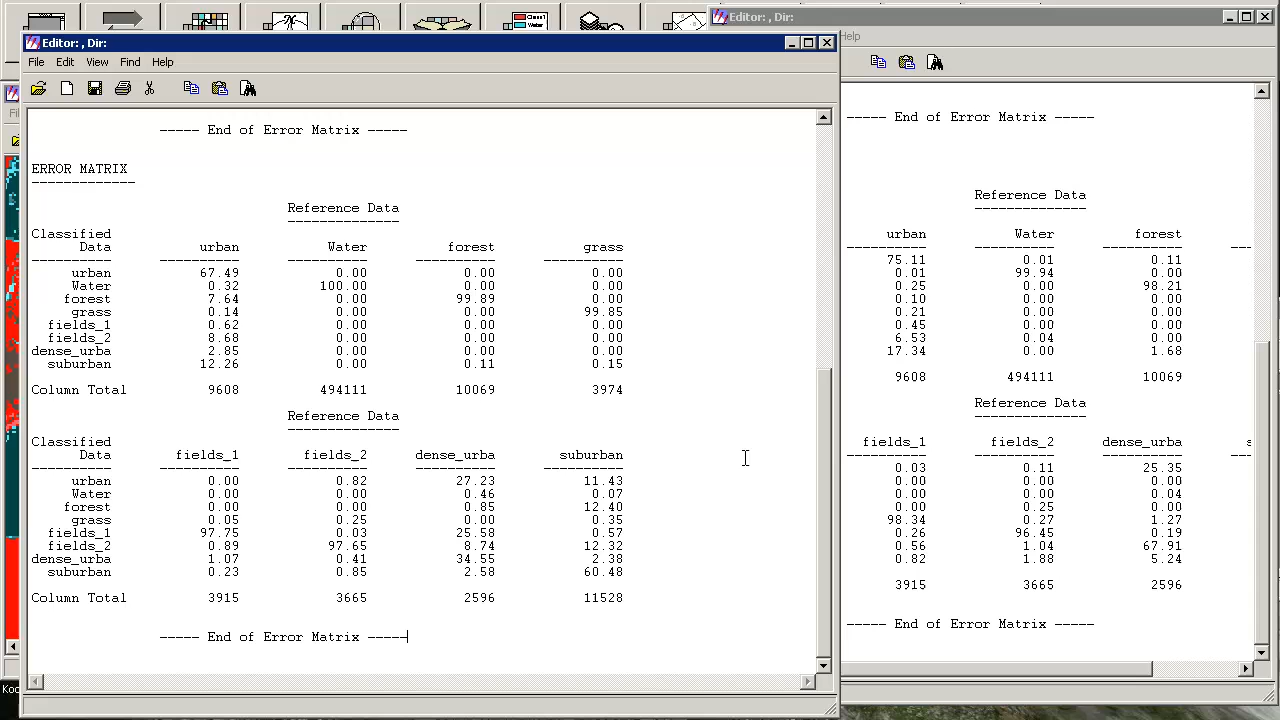 Class1
Water
Editor: , Dir:
Help
Editor: , Dir:
File Edit View Find Help
----- End of Error Matrix -----
ERROR MATRIX
-------------
Reference Data
--------------
Classified
Data urban Water forest grass
---------- ---------- ---------- ---------- ----------
urban 67.49 0.00 0.00 0.00
Water 0.32 100.00 0.00 0.00
forest 7.64 0.00 99.89 0.00
grass 0.14 0.00 0.00 99.85
fields_1 0.62 0.00 0.00 0.00
fields_2 8.68 0.00 0.00 0.00
dense_urba 2.85 0.00 0.00 0.00
suburban 12.26 0.00 0.11 0.15
Column Total 9608 494111 10069 3974
Reference Data
--------------
Classified
Data fields_1 fields_2 dense_urba suburban
---------- ---------- ---------- ---------- ----------
urban 0.00 0.82 27.23 11.43
Water 0.00 0.00 0.46 0.07
forest 0.00 0.00 0.85 12.40
grass 0.05 0.25 0.00 0.35
fields_1 97.75 0.03 25.58 0.57
fields_2 0.89 97.65 8.74 12.32
dense_urba 1.07 0.41 34.55 2.38
suburban 0.23 0.85 2.58 60.48
Column Total 3915 3665 2596 11528
----- End of Error Matrix -----
----- End of Error Matrix -----
Reference Data
--------------
urban Water forest
---------- ---------- ----------
75.11 0.01 0.11
0.01 99.94 0.00
0.25 0.00 98.21
0.10 0.00 0.00
0.21 0.00 0.00
0.45 0.00 0.00
6.53 0.04 0.00
17.34 0.00 1.68
9608 494111 10069
Reference Data
--------------
fields_1 fields_2 dense_urba s
---------- ---------- ----------
0.03 0.11 25.35
0.00 0.00 0.00
0.00 0.00 0.04
0.00 0.25 0.00
98.34 0.27 1.27
0.26 96.45 0.19
0.56 1.04 67.91
0.82 1.88 5.24
3915 3665 2596
----- End of Error Matrix -----